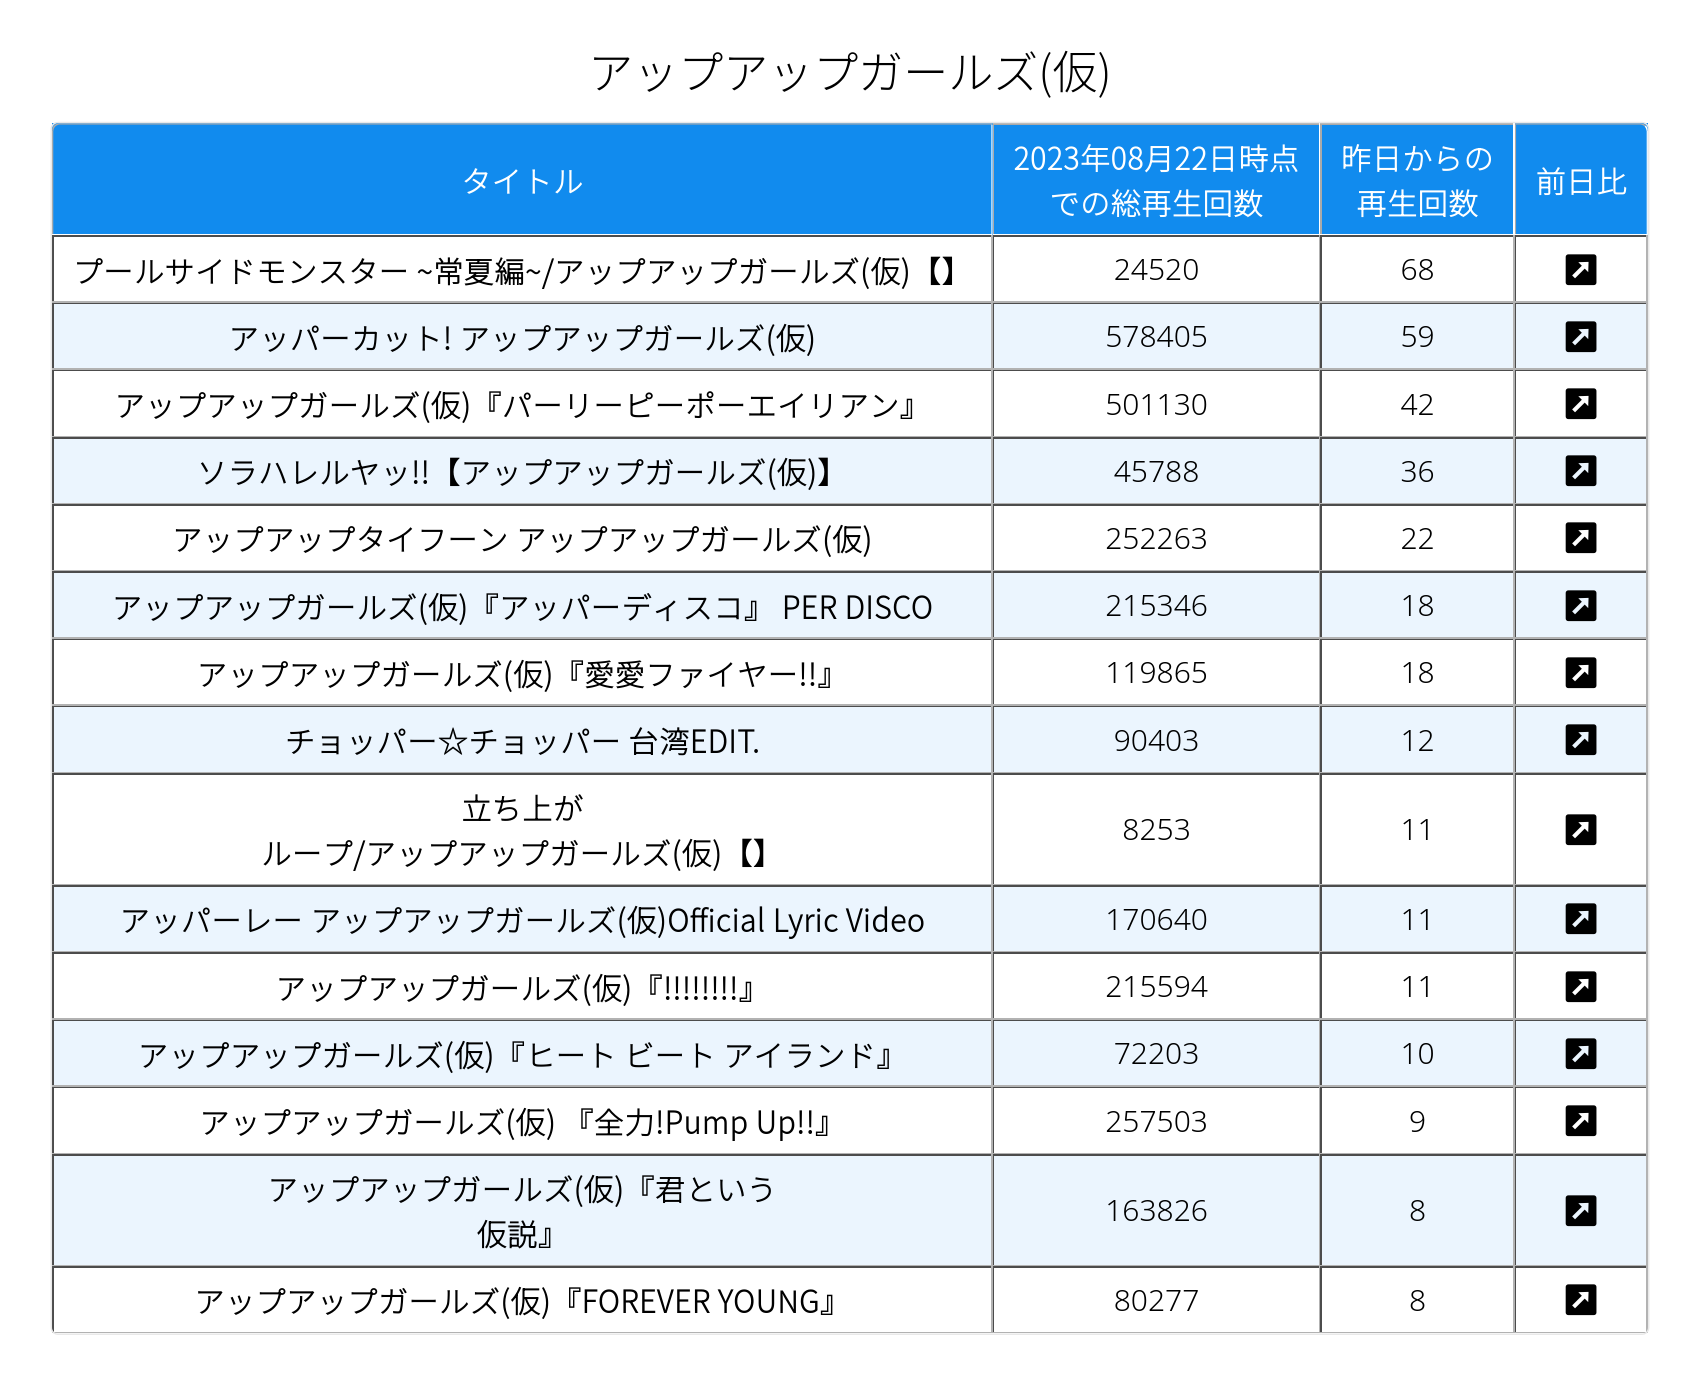 アップアップガールズ(仮)
タイトル
2023年08月22日時点
での総再生回数
昨日からの
再生回数
前日比
プールサイドモンスター ~常夏編~/アップアップガールズ(仮)【】 24520 68
アッパーカット! アップアップガールズ(仮) 578405 59
アップアップガールズ(仮)『パーリーピーポーエイリアン』 501130 42
ソラハレルヤッ!!【アップアップガールズ(仮)】 45788 36
アップアップタイフーン アップアップガールズ(仮) 252263 22
アップアップガールズ(仮)『アッパーディスコ』 PER DISCO 215346 18
アップアップガールズ(仮)『愛愛ファイヤー!!』 119865 18
チョッパー☆チョッパー 台湾EDIT. 90403 12
立ち上が
ループ/アップアップガールズ(仮)【】 8253 11
アッパーレー アップアップガールズ(仮)Official Lyric Video 170640 11
アップアップガールズ(仮)『!!!!!!!!』 215594 11
アップアップガールズ(仮)『ヒート ビート アイランド』 72203 10
アップアップガールズ(仮) 『全力!Pump Up!!』 257503 9
アップアップガールズ(仮)『君という
仮説』 163826 8
アップアップガールズ(仮)『FOREVER YOUNG』 80277 8